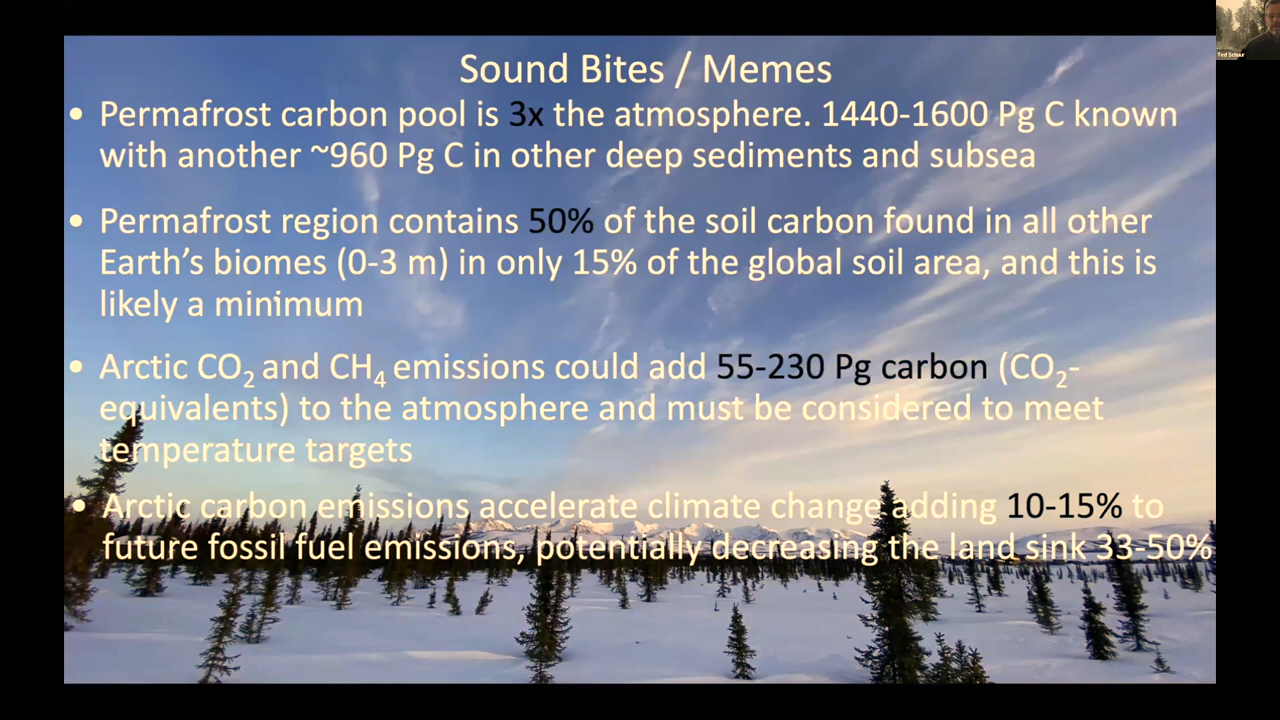 Sound Bites / Memes
• Permafrost carbon pool is 3x the atmosphere. 1440-1600 Pg C known
with another ~960 Pg C in other deep sediments and subsea
• Permafrost region contains 50% of the soil carbon found in all other
Earth’s biomes (0-3 m) in only 15% of the global soil area, and this is
likely a minimum
• Arctic CO₂ and CH₄ emissions could add 55-230 Pg carbon (CO₂-
equivalents) to the atmosphere and must be considered to meet
temperature targets
• Arctic carbon emissions accelerate climate change adding 10-15% to
future fossil fuel emissions, potentially decreasing the land sink 33-50%
Ted Schuur